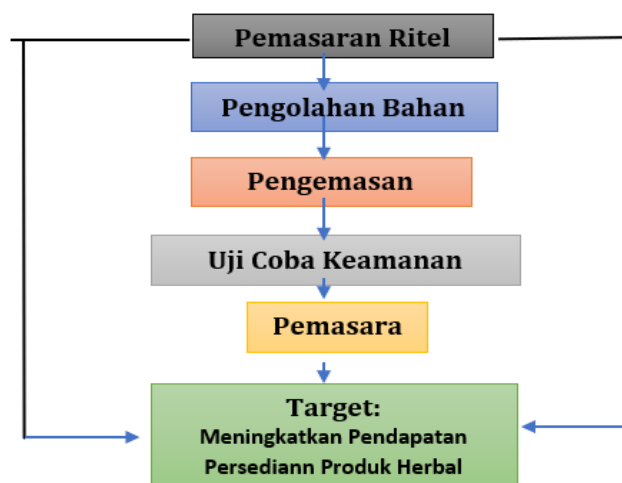 Pemasaran Ritel
Pengolahan Bahan
Pengemasan
Uji Coba Keamanan
Pemasara
Target:
Meningkatkan Pendapatan
Persediann Produk Herbal